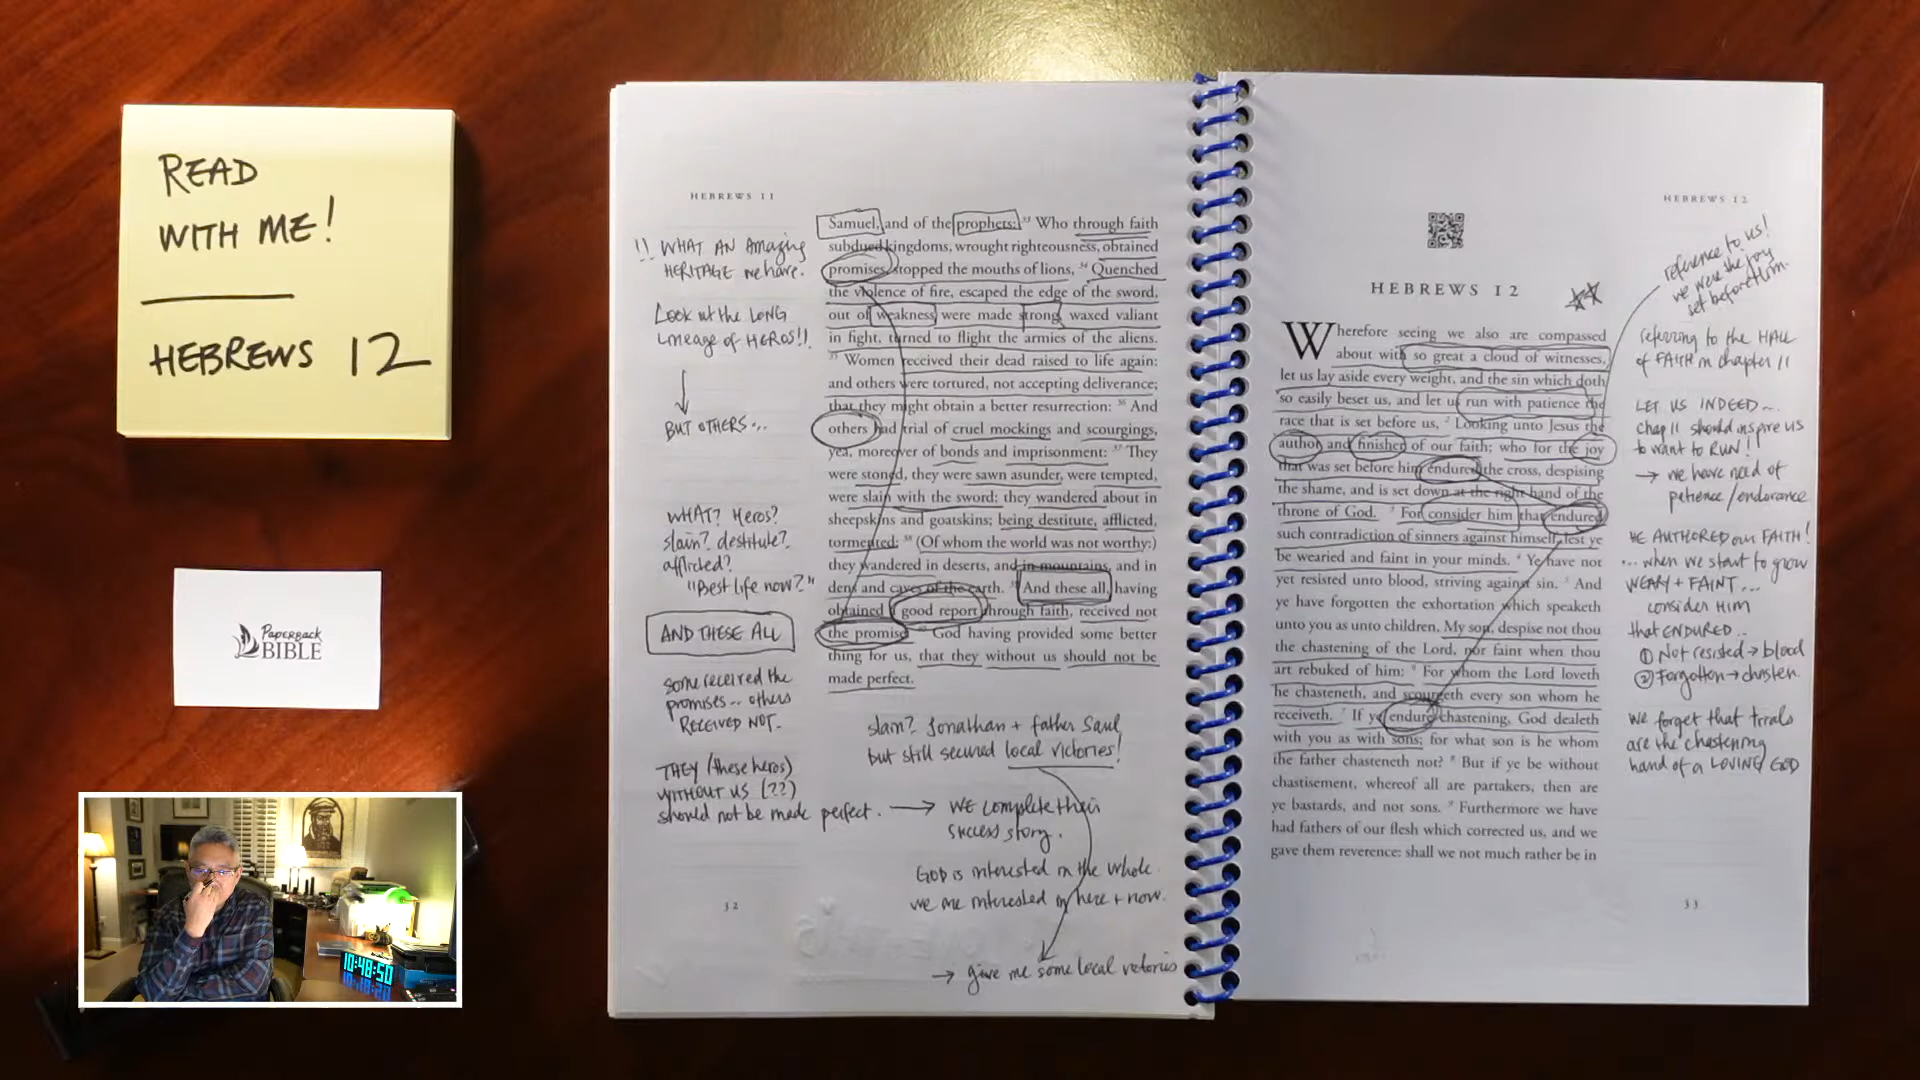 READ
WITH ME!
HEBREWS 12
Paperback
BIBLE
10:48:50
HEBREWS 11
Samuel, and of the prophets: 33 Who through faith
subdued kingdoms, wrought righteousness, obtained
promises, stopped the mouths of lions, 34 Quenched
the violence of fire, escaped the edge of the sword,
out of weakness were made strong, waxed valiant
in fight, turned to flight the armies of the aliens.
35 Women received their dead raised to life again:
and others were tortured, not accepting deliverance;
that they might obtain a better resurrection: 36 And
others had trial of cruel mockings and scourgings,
yea, moreover of bonds and imprisonment: 37 They
were stoned, they were sawn asunder, were tempted,
were slain with the sword: they wandered about in
sheepskins and goatskins; being destitute, afflicted,
tormented; 38 (Of whom the world was not worthy:)
they wandered in deserts, and in mountains, and in
dens and caves of the earth. 39 And these all, having
obtained good report through faith, received not
the promise: 40 God having provided some better
thing for us, that they without us should not be
made perfect.
!! WHAT AN AMAZING
HERITAGE we have.
Look at the LONG
Lineage of HEROS!!
BUT OTHERS...
WHAT? Heros?
slain? destitute?
afflicted?
"Best life now?"
AND THESE ALL
some received the
promises.. others
RECEIVED NOT.
THEY (these heros)
WITHOUT US (??)
should not be made perfect. → WE complete their
success story.
slain? Jonathan + father Saul
but still secured local victories!
GOD is interested in the whole.
we are interested in here + now.
→ give me some local victories
32
HEBREWS 12
HEBREWS 12
Wherefore seeing we also are compassed
about with so great a cloud of witnesses,
let us lay aside every weight, and the sin which doth
so easily beset us, and let us run with patience the
race that is set before us, 2 Looking unto Jesus the
author and finisher of our faith; who for the joy
that was set before him endured the cross, despising
the shame, and is set down at the right hand of the
throne of God. 3 For consider him that endured
such contradiction of sinners against himself, lest ye
be wearied and faint in your minds. 4 Ye have not
yet resisted unto blood, striving against sin. 5 And
ye have forgotten the exhortation which speaketh
unto you as unto children, My son, despise not thou
the chastening of the Lord, nor faint when thou
art rebuked of him: 6 For whom the Lord loveth
he chasteneth, and scourgeth every son whom he
receiveth. 7 If ye endure chastening, God dealeth
with you as with sons; for what son is he whom
the father chasteneth not? 8 But if ye be without
chastisement, whereof all are partakers, then are
ye bastards, and not sons. 9 Furthermore we have
had fathers of our flesh which corrected us, and we
gave them reverence: shall we not much rather be in
reference to us!
we were the joy
set before Him.
referring to the HALL
of FAITH in chapter 11
LET US INDEED...
chap 11 should inspire us
to want to RUN!
→ we have need of
patience/endurance
HE AUTHORED our FAITH!
... when we start to grow
WEARY + FAINT...
consider HIM
that ENDURED..
① Not resisted → blood
② Forgotten → chasten.
we forget that trials
are the chastening
hand of a LOVING GOD
33